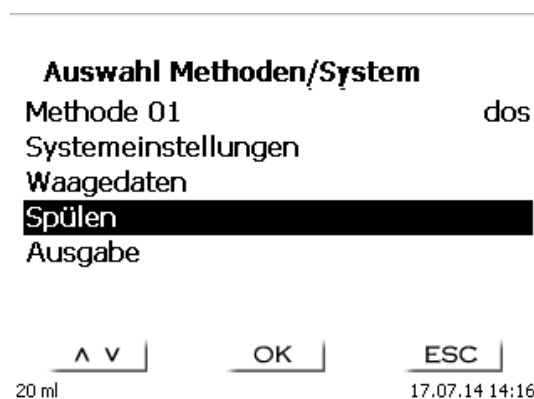 Auswahl Methoden/System
Methode 01 dos
Systemeinstellungen
Waagedaten
Spülen
Ausgabe
∧ ∨ OK ESC
20 ml 17.07.14 14:16